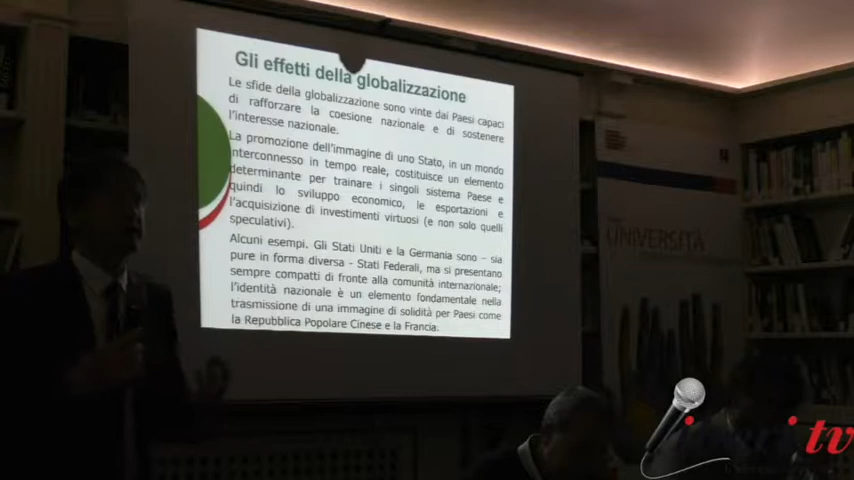 Gli effetti della globalizzazione
Le sfide della globalizzazione sono vinte dai Paesi capaci
di rafforzare la coesione nazionale e di sostenere
l'interesse nazionale.
La promozione dell'immagine di uno Stato, in un mondo
interconnesso in tempo reale, costituisce un elemento
determinante per trainare i singoli sistema Paese e
quindi lo sviluppo economico, le esportazioni e
l'acquisizione di investimenti virtuosi (e non solo quelli
speculativi).
Alcuni esempi. Gli Stati Uniti e la Germania sono – sia
pure in forma diversa - Stati Federali, ma si presentano
sempre compatti di fronte alla comunità internazionale;
l'identità nazionale è un elemento fondamentale nella
trasmissione di una immagine di solidità per Paesi come
la Repubblica Popolare Cinese e la Francia.
UNIVERSITÀ
tv